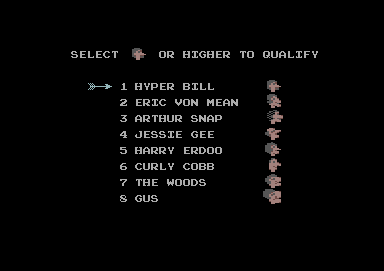 SELECT OR HIGHER TO QUALIFY
1 HYPER BILL
2 ERIC VON MEAN
3 ARTHUR SNAP
4 JESSIE GEE
5 HARRY ERDOO
6 CURLY COBB
7 THE WOODS
8 GUS